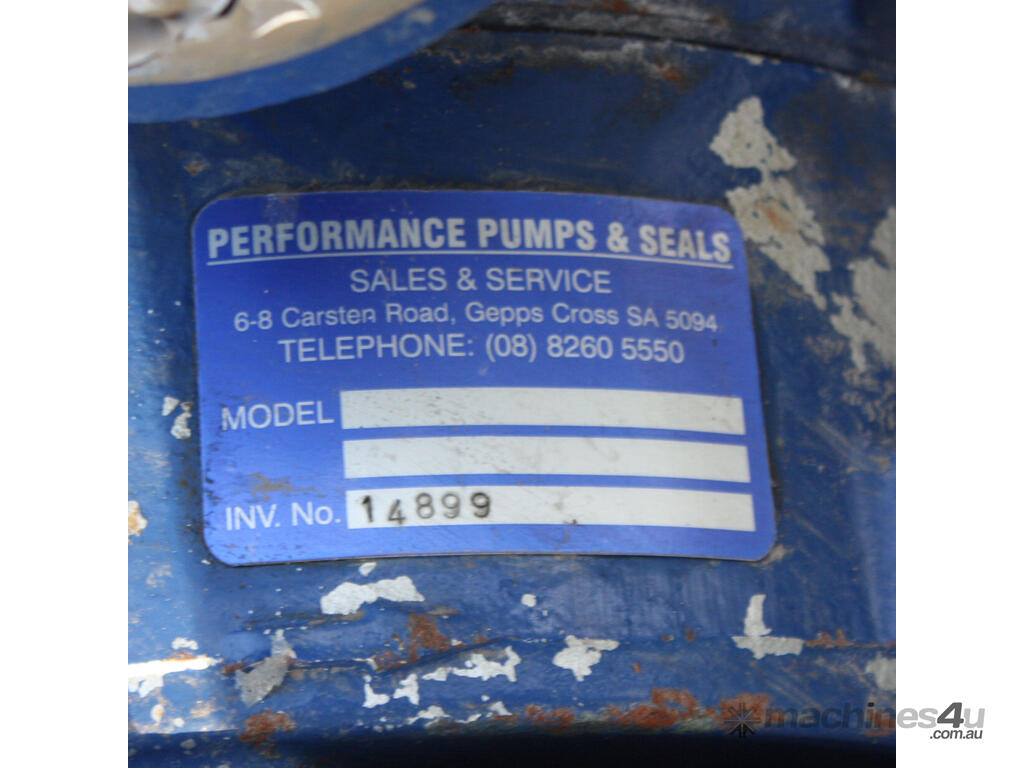 PERFORMANCE PUMPS & SEALS
SALES & SERVICE
6-8 Carsten Road, Gepps Cross SA 5094
TELEPHONE: (08) 8260 5550
MODEL
INV. No. 14899
machines4u
.com.au